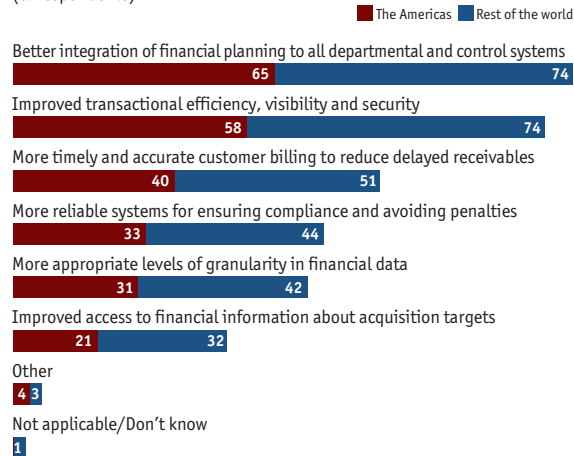 The Americas Rest of the world
Better integration of financial planning to all departmental and control systems
65 74
Improved transactional efficiency, visibility and security
58 74
More timely and accurate customer billing to reduce delayed receivables
40 51
More reliable systems for ensuring compliance and avoiding penalties
33 44
More appropriate levels of granularity in financial data
31 42
Improved access to financial information about acquisition targets
21 32
Other
4 3
Not applicable/Don’t know
1